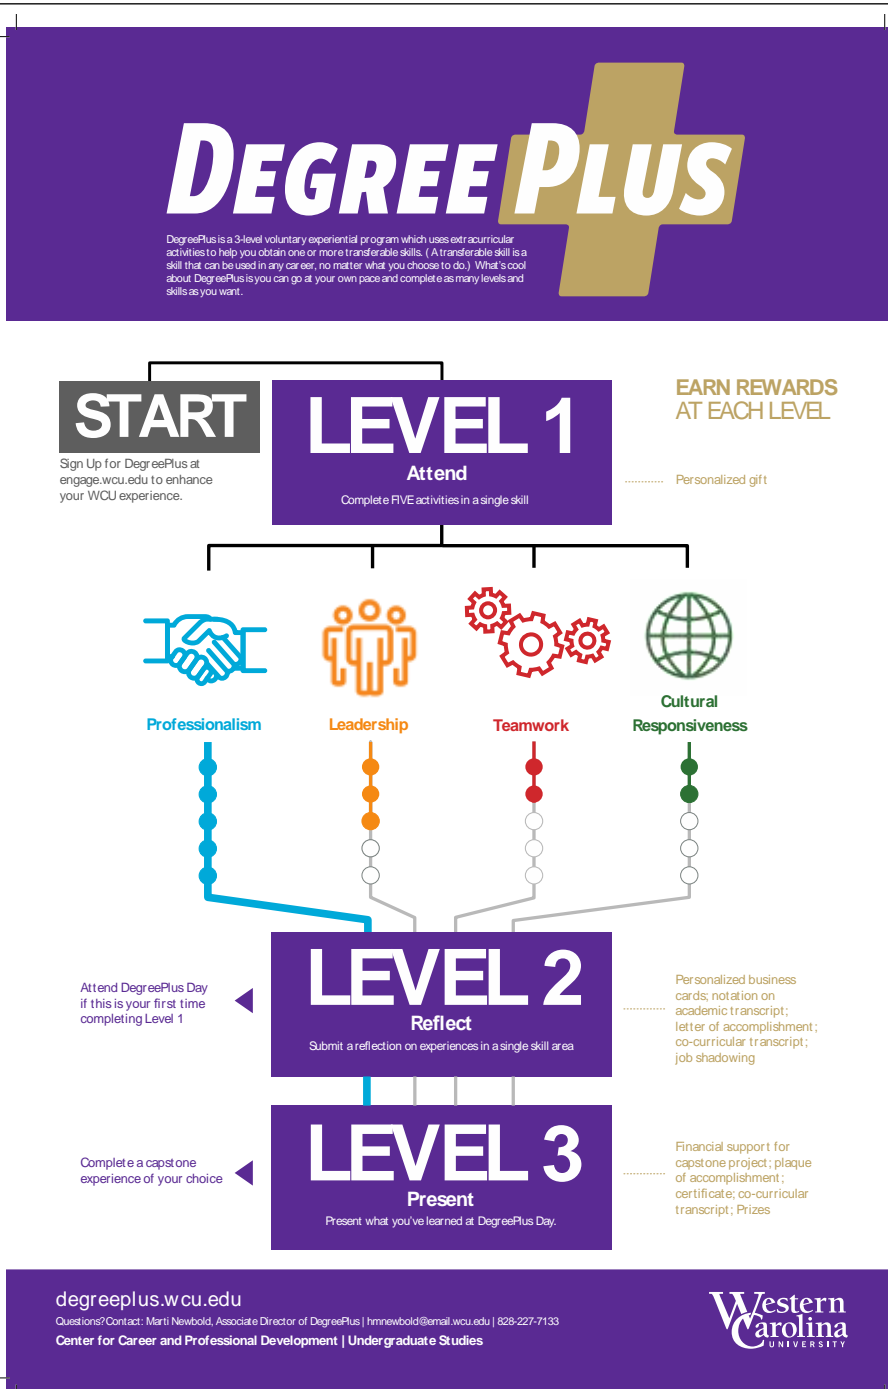 DEGREE PLUS
DegreePlus is a 3-level voluntary experiential program which uses extracurricular
activities to help you obtain one or more transferable skills. ( A transferable skill is a
skill that can be used in any career, no matter what you choose to do.) What's cool
about DegreePlus is you can go at your own pace and complete as many levels and
skills as you want.
START
Sign Up for DegreePlus at
engage.wcu.edu to enhance
your WCU experience.
LEVEL 1
Attend
Complete FIVE activities in a single skill
EARN REWARDS
AT EACH LEVEL
Personalized gift
Professionalism
Leadership
Teamwork
Cultural
Responsiveness
Attend DegreePlus Day
if this is your first time
completing Level 1
LEVEL 2
Reflect
Submit a reflection on experiences in a single skill area
Personalized business
cards; notation on
academic transcript;
letter of accomplishment;
co-curricular transcript;
job shadowing
Complete a capstone
experience of your choice
LEVEL 3
Present
Present what you've learned at DegreePlus Day.
Financial support for
capstone project; plaque
of accomplishment;
certificate; co-curricular
transcript; Prizes
degreeplus.wcu.edu
Questions? Contact: Marti Newbold, Associate Director of DegreePlus | hmnewbold@email.wcu.edu | 828-227-7133
Center for Career and Professional Development | Undergraduate Studies
Western
Carolina
UNIVERSITY